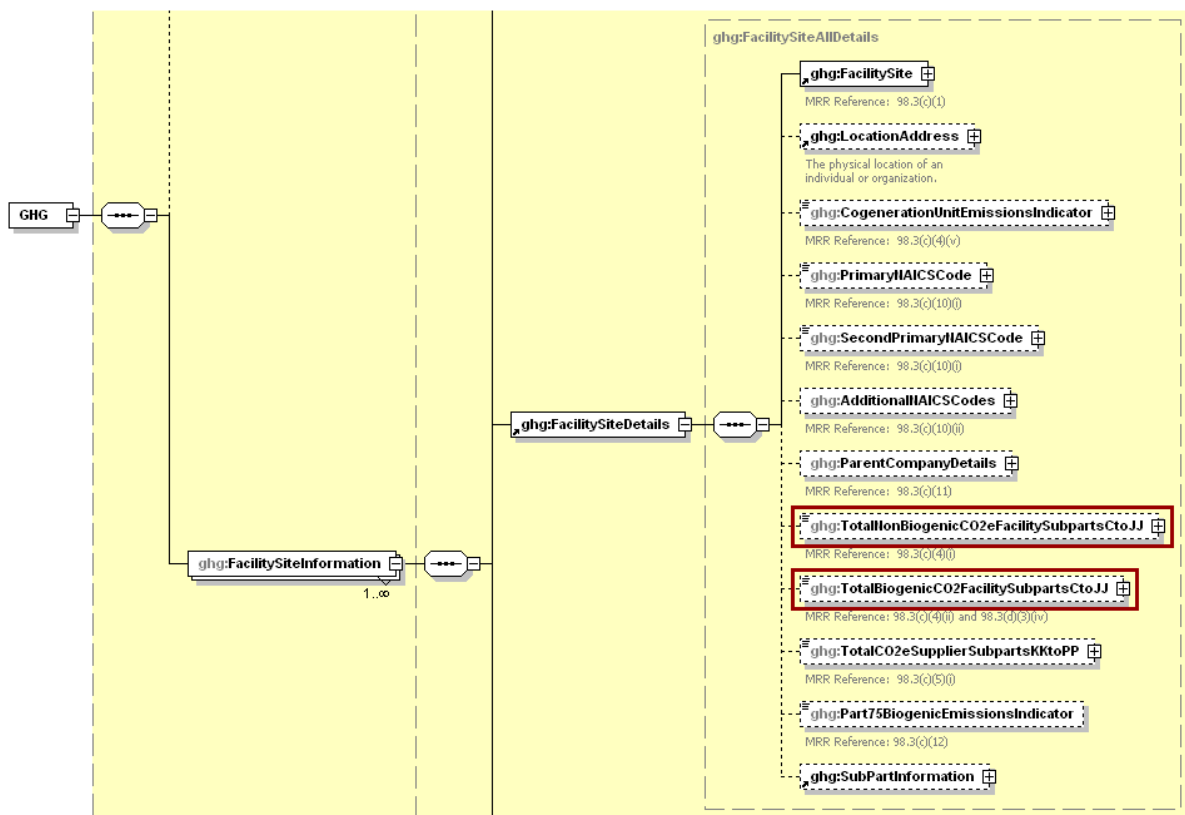 ghg:FacilitySiteAllDetails
ghg:FacilitySite
MRR Reference: 98.3(c)(1)
ghg:LocationAddress
The physical location of an
individual or organization.
GHG
ghg:CogenerationUnitEmissionsIndicator
MRR Reference: 98.3(c)(4)(v)
ghg:PrimaryNAICSCode
MRR Reference: 98.3(c)(10)(i)
ghg:SecondPrimaryNAICSCode
MRR Reference: 98.3(c)(10)(i)
ghg:AdditionalNAICSCodes
MRR Reference: 98.3(c)(10)(ii)
ghg:FacilitySiteDetails
ghg:ParentCompanyDetails
MRR Reference: 98.3(c)(11)
ghg:TotalNonBiogenicCO2eFacilitySubpartsCtoJJ
MRR Reference: 98.3(c)(4)(i)
ghg:FacilitySiteInformation
1..∞
ghg:TotalBiogenicCO2FacilitySubpartsCtoJJ
MRR Reference: 98.3(c)(4)(ii) and 98.3(d)(3)(iv)
ghg:TotalCO2eSupplierSubpartsKKtoPP
MRR Reference: 98.3(c)(5)(i)
ghg:Part75BiogenicEmissionsIndicator
MRR Reference: 98.3(c)(12)
ghg:SubPartInformation